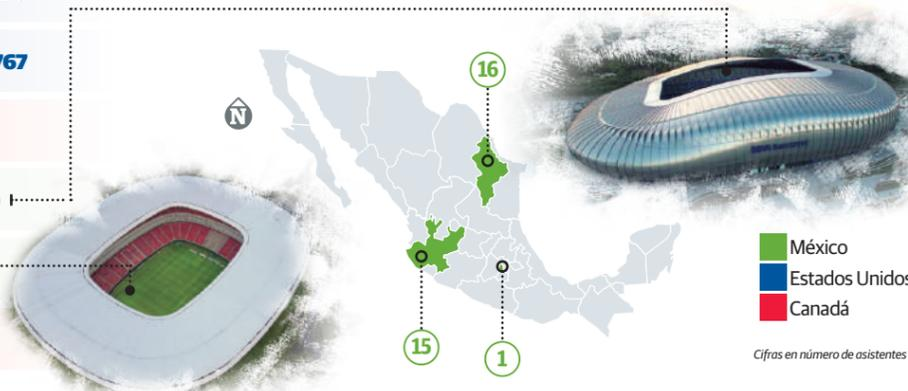 767
16
N
México
Estados Unidos
Canadá
15
1
Cifras en número de asistentes